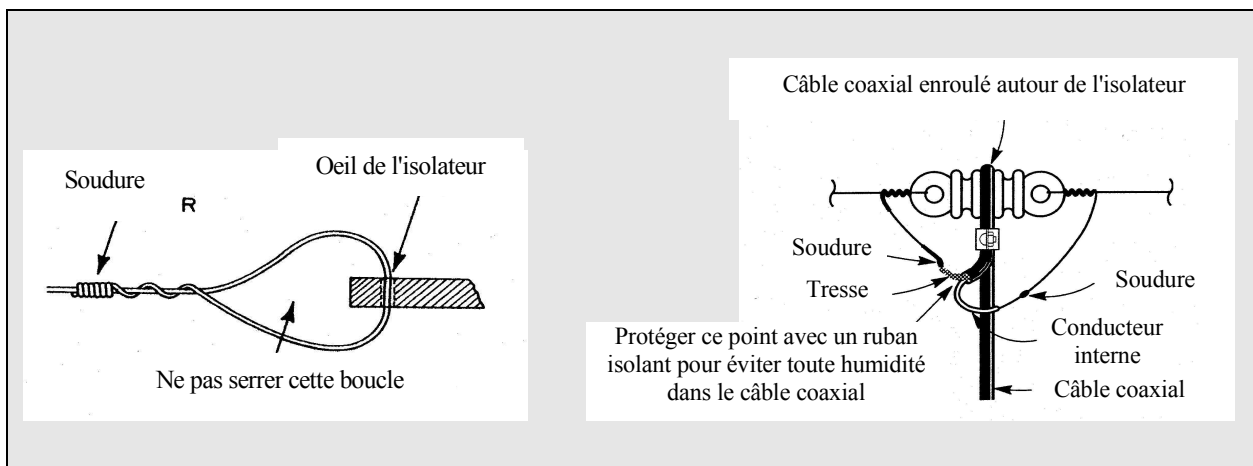 Soudure
R
Oeil de l'isolateur
Ne pas serrer cette boucle
Câble coaxial enroulé autour de l'isolateur
Soudure
Tresse
Protéger ce point avec un ruban
isolant pour éviter toute humidité
dans le câble coaxial
Soudure
Conducteur
interne
Câble coaxial